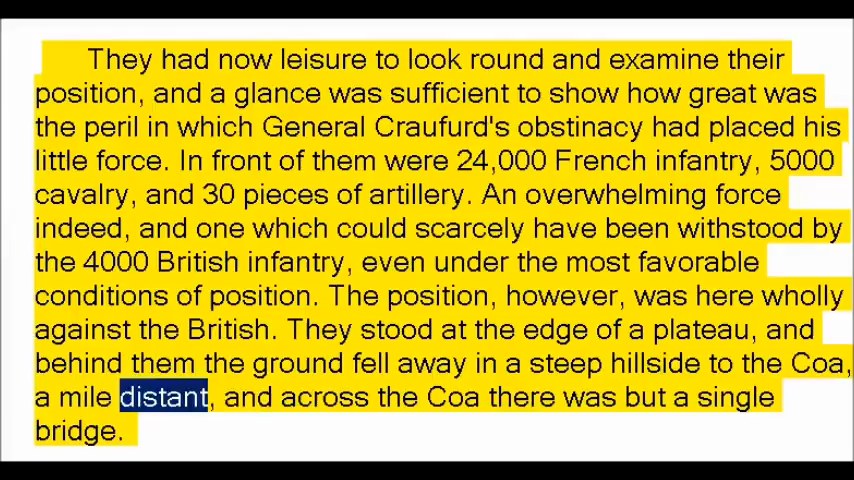 They had now leisure to look round and examine their
position, and a glance was sufficient to show how great was
the peril in which General Craufurd's obstinacy had placed his
little force. In front of them were 24,000 French infantry, 5000
cavalry, and 30 pieces of artillery. An overwhelming force
indeed, and one which could scarcely have been withstood by
the 4000 British infantry, even under the most favorable
conditions of position. The position, however, was here wholly
against the British. They stood at the edge of a plateau, and
behind them the ground fell away in a steep hillside to the Coa,
a mile distant, and across the Coa there was but a single
bridge.